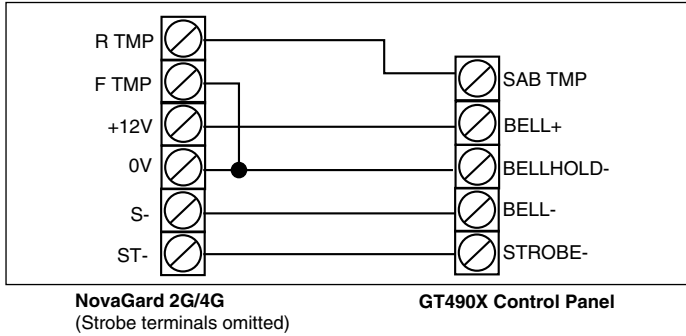 R TMP
F TMP
+12V
0V
S-
ST-
SAB TMP
BELL+
BELLHOLD-
BELL-
STROBE-
NovaGard 2G/4G
(Strobe terminals omitted)
GT490X Control Panel